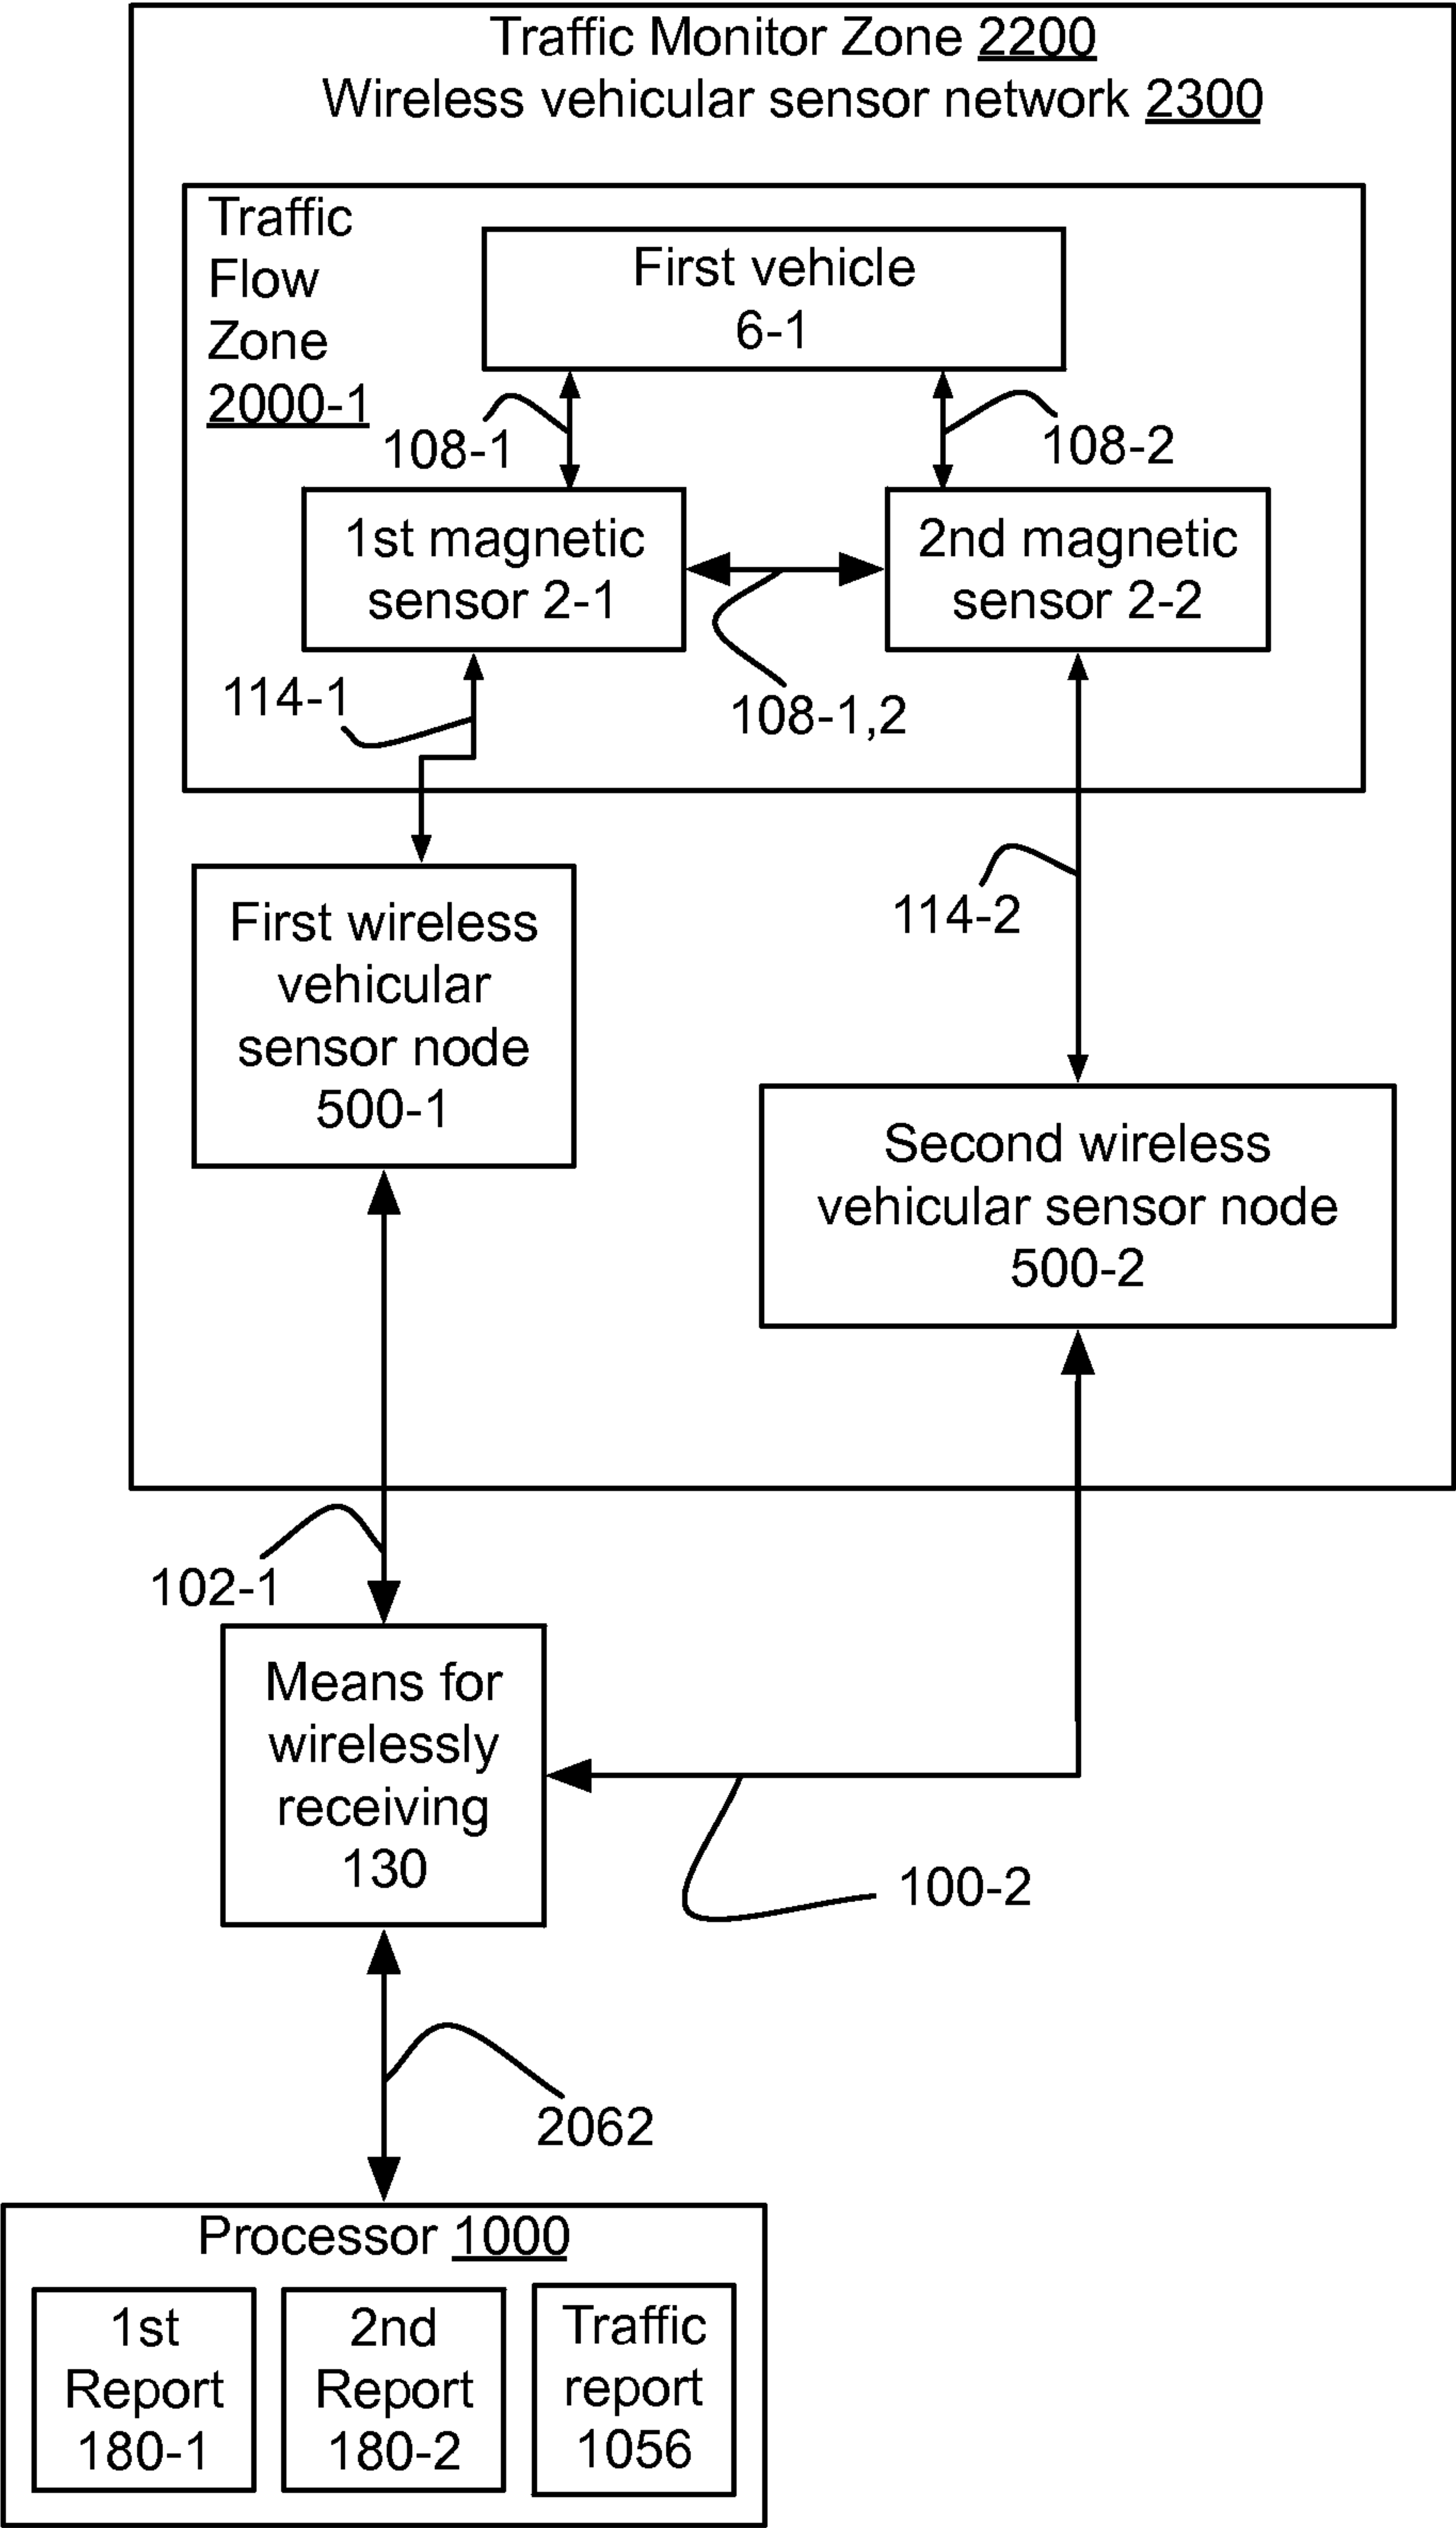 Traffic Monitor Zone 2200
Wireless vehicular sensor network 2300
Traffic
Flow
Zone
2000-1
First vehicle
6-1
108-1
108-2
1st magnetic
sensor 2-1
2nd magnetic
sensor 2-2
108-1,2
114-1
114-2
First wireless
vehicular
sensor node
500-1
Second wireless
vehicular sensor node
500-2
102-1
Means for
wirelessly
receiving
130
100-2
2062
Processor 1000
1st
Report
180-1
2nd
Report
180-2
Traffic
report
1056